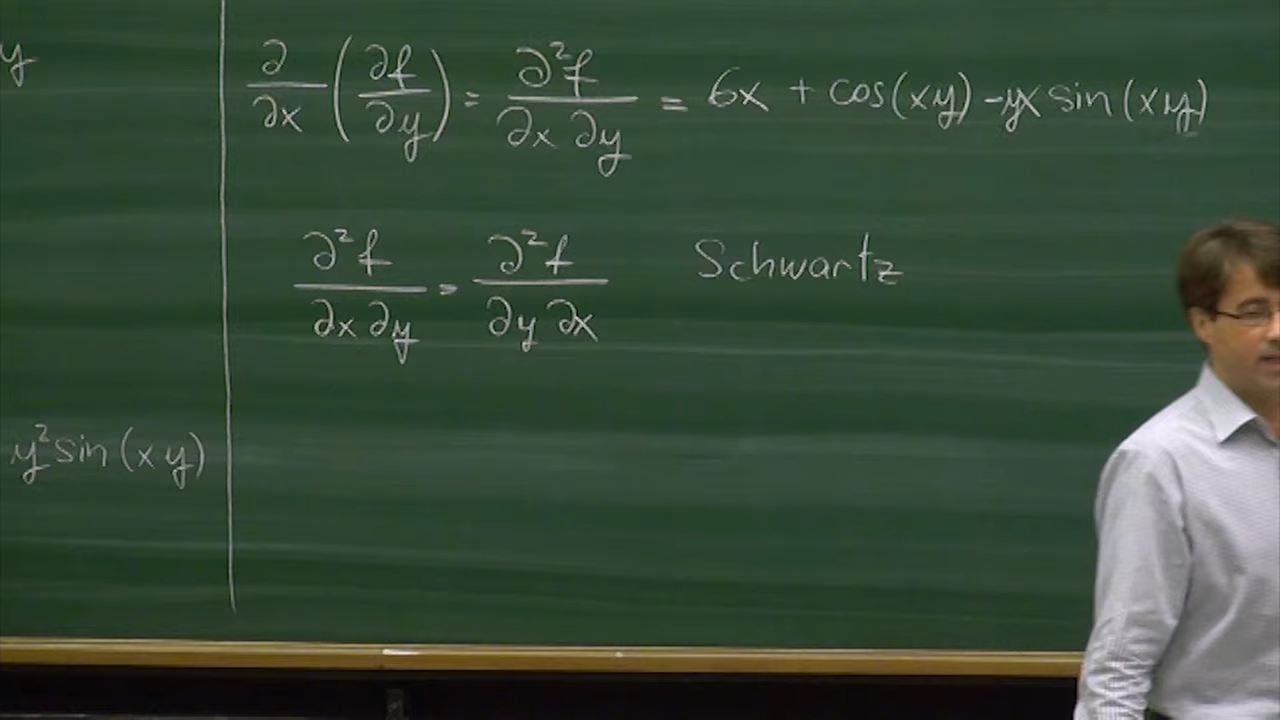 y
∂/∂x (∂f/∂y) = ∂²f/∂x ∂y = 6x + cos(xy) - yx sin(xy)
∂²f/∂x ∂y = ∂²f/∂y ∂x Schwartz
y² sin(xy)